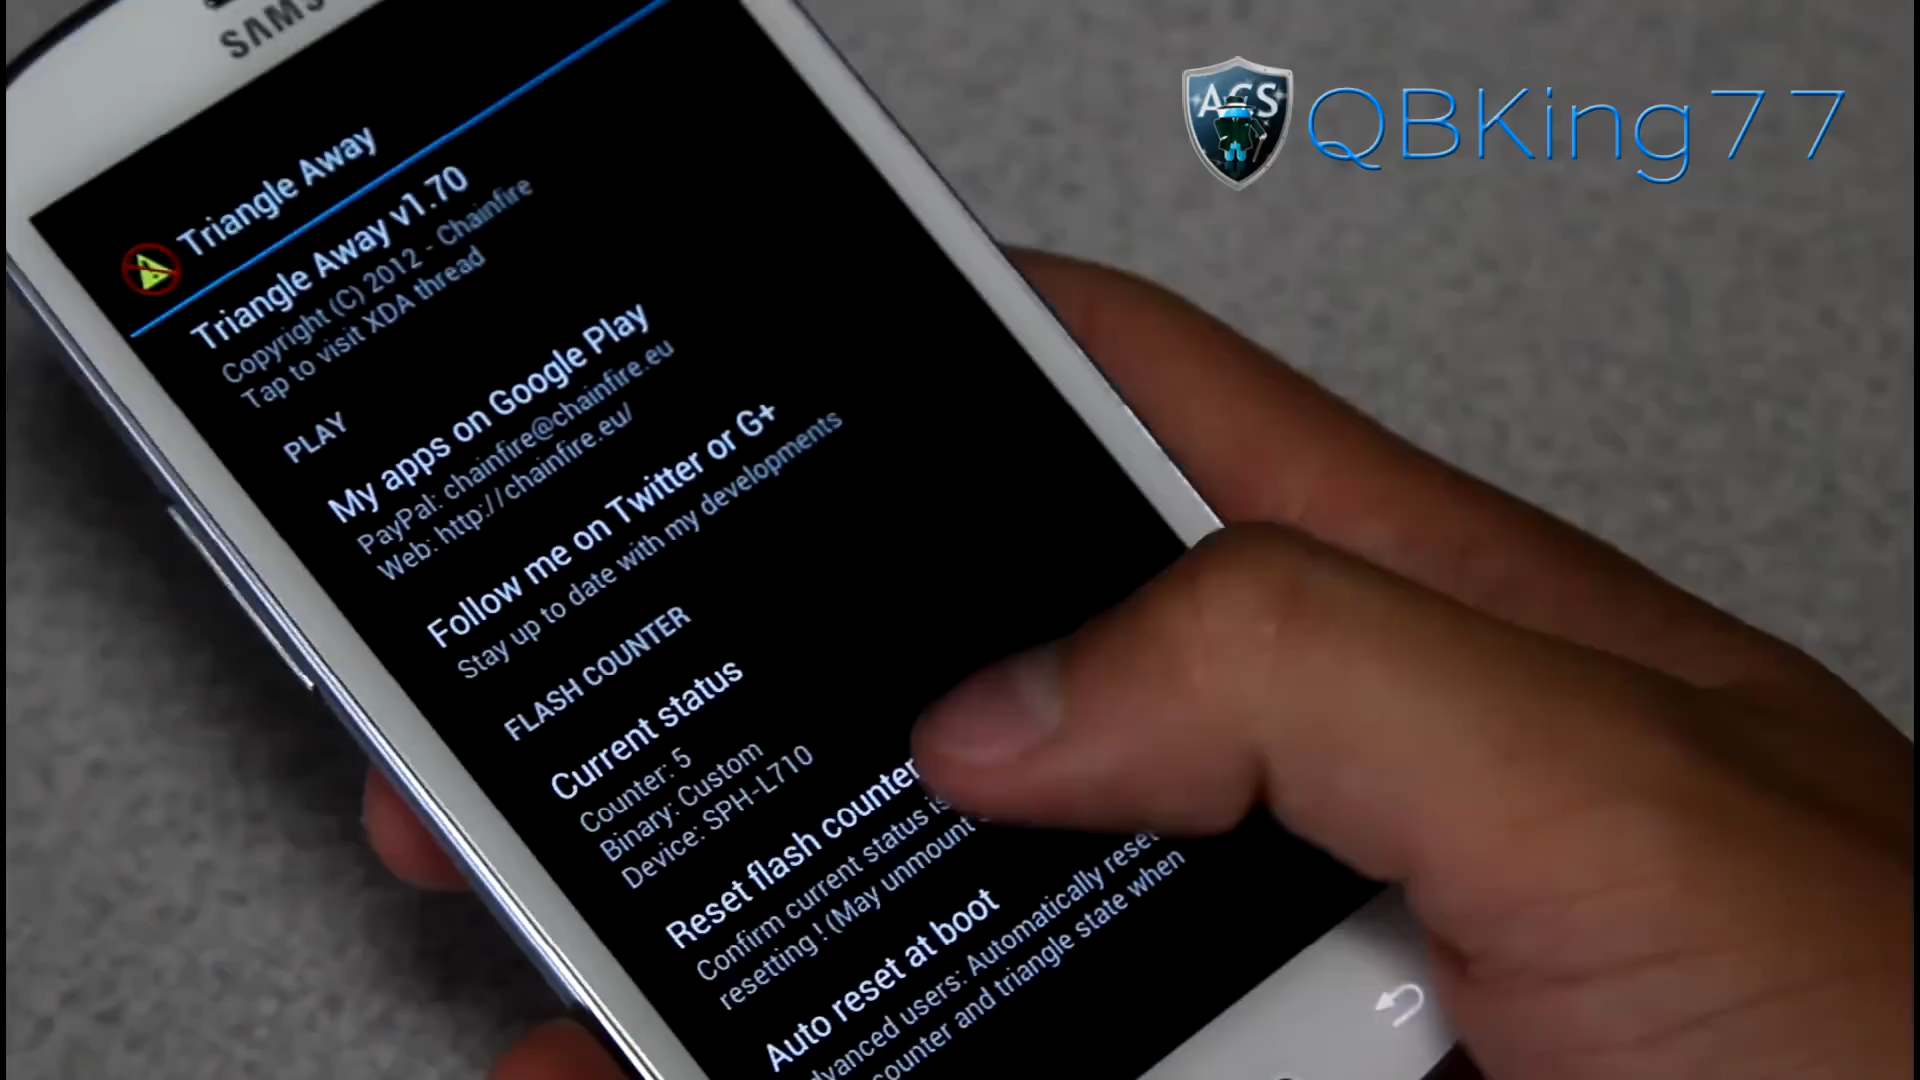 SAMS
ACS
QBKing77
Triangle Away
Triangle Away v1.70
Copyright (C) 2012 - Chainfire
Tap to visit XDA thread
PLAY
My apps on Google Play
PayPal: chainfire@chainfire.eu
Web: http://chainfire.eu/
Follow me on Twitter or G+
Stay up to date with my developments
FLASH COUNTER
Current status
Counter: 5
Binary: Custom
Device: SPH-L710
Reset flash counter
Confirm current status is
resetting ! (May unmount
Auto reset at boot
dvanced users: Automatically reset
counter and triangle state when